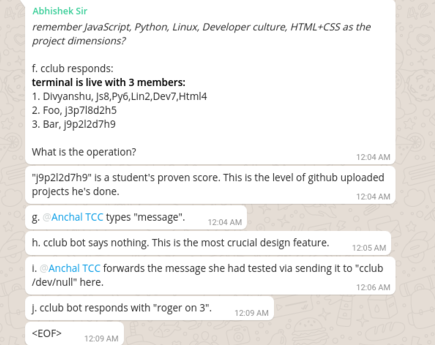 Abhishek Sir
remember JavaScript, Python, Linux, Developer culture, HTML+CSS as the
project dimensions?
f. cclub responds:
terminal is live with 3 members:
1. Divyanshu, Js8,Py6,Lin2,Dev7,Html4
2. Foo, j3p7l8d2h5
3. Bar, j9p2l2d7h9
What is the operation?
12:04 AM
"j9p2l2d7h9" is a student's proven score. This is the level of github uploaded
projects he's done.
12:04 AM
g. @Anchal TCC types "message".
12:04 AM
h. cclub bot says nothing. This is the most crucial design feature.
12:05 AM
i. @Anchal TCC forwards the message she had tested via sending it to "cclub
/dev/null" here.
12:06 AM
j. cclub bot responds with "roger on 3".
12:09 AM
<EOF>
12:09 AM